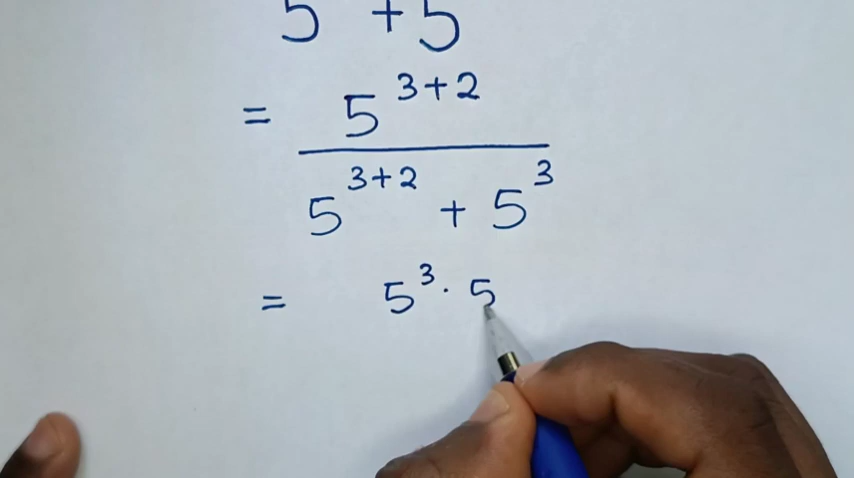 5 + 5
= 5^{3+2}
5^{3+2} + 5^3
= 5^3 · 5